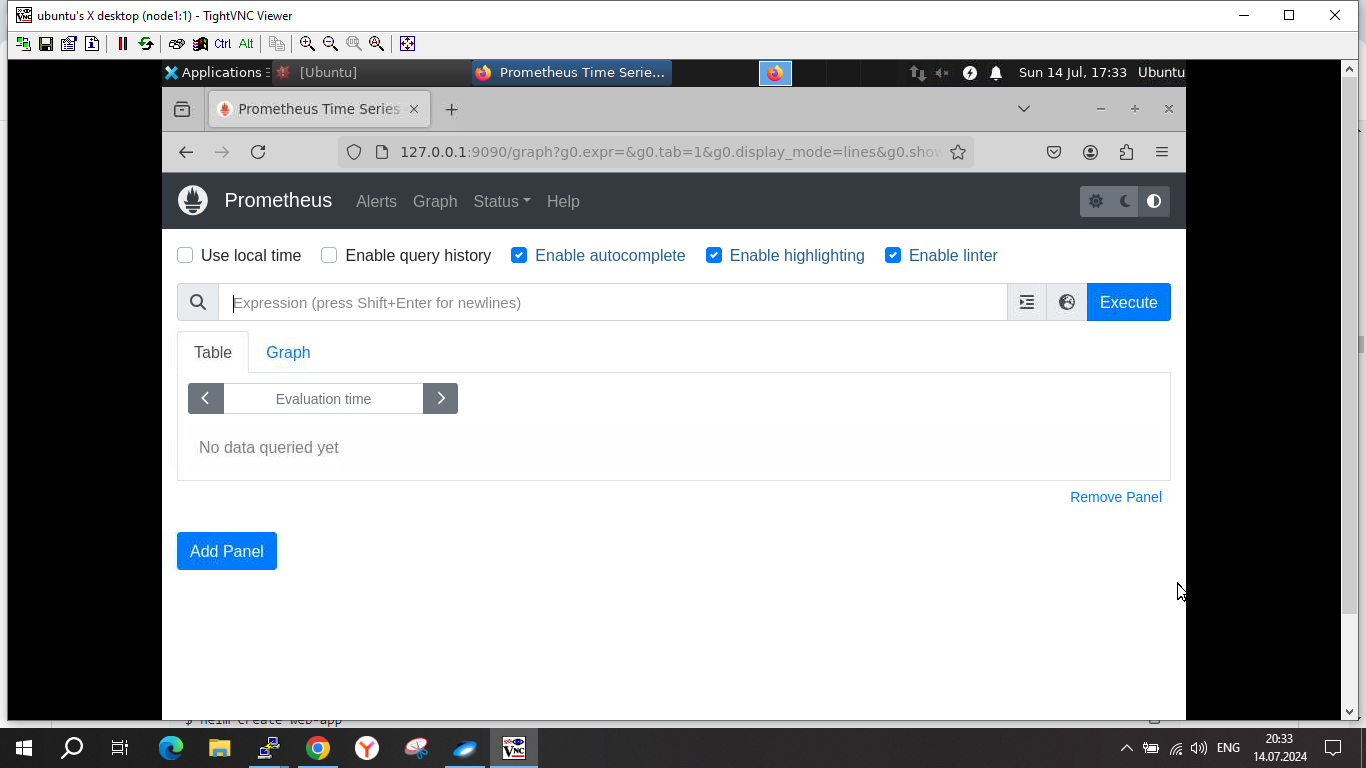 ubuntu's X desktop (node1:1) - TightVNC Viewer
Ctrl Alt
Applications [Ubuntu] Prometheus Time Serie... Sun 14 Jul, 17:33 Ubuntu
Prometheus Time Series
127.0.0.1:9090/graph?g0.expr=&g0.tab=1&g0.display_mode=lines&g0.show
Prometheus Alerts Graph Status Help
Use local time Enable query history Enable autocomplete Enable highlighting Enable linter
Expression (press Shift+Enter for newlines) Execute
Table Graph
Evaluation time
No data queried yet
Remove Panel
Add Panel
$ helm create web-app
ENG 20:33
14.07.2024